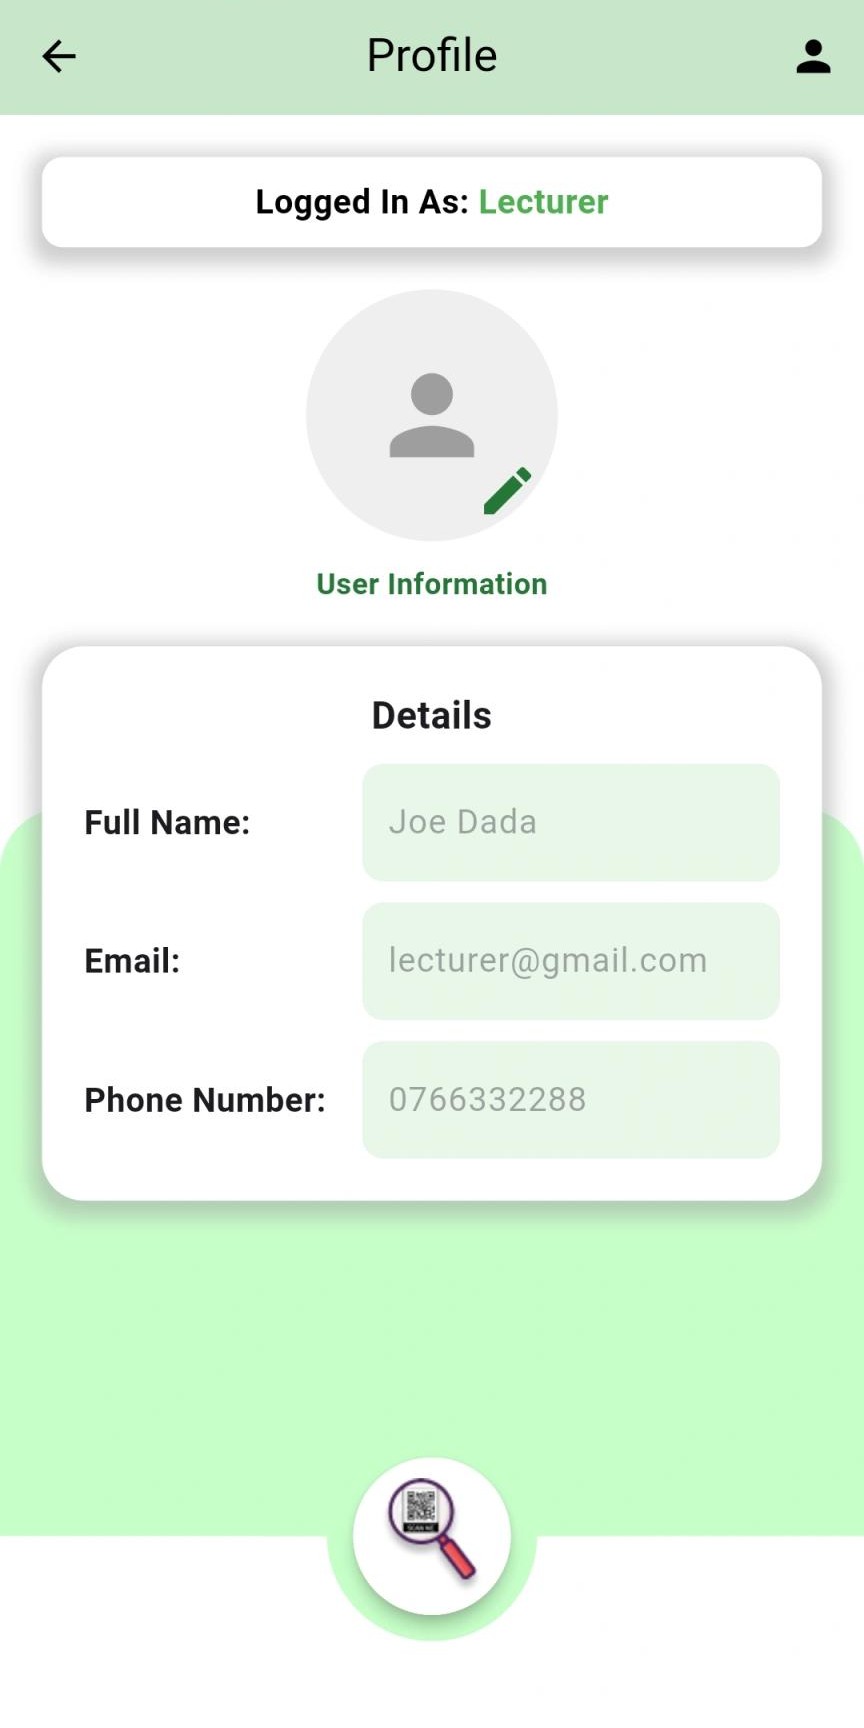 Profile
Logged In As: Lecturer
User Information
Details
Full Name: Joe Dada
Email: lecturer@gmail.com
Phone Number: 0766332288
SCAN ME